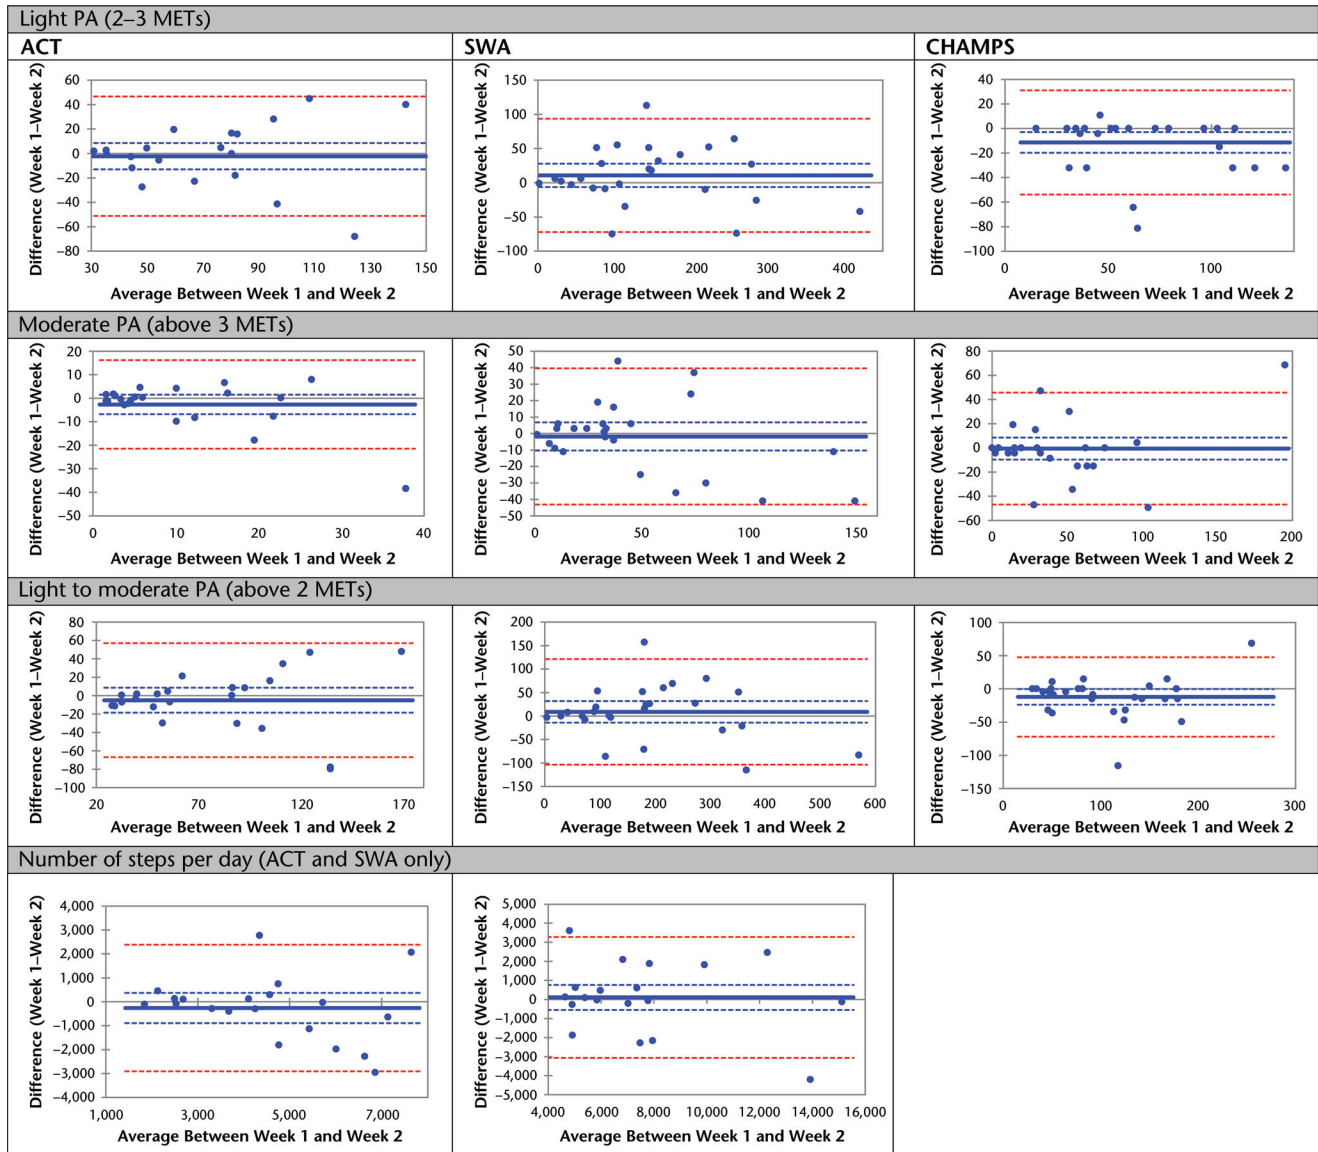 Light PA (2–3 METs)
ACT
SWA
CHAMPS
Difference (Week 1–Week 2)
60
40
20
0
−20
−40
−60
−80
30 50 70 90 110 130 150
Average Between Week 1 and Week 2
Difference (Week 1–Week 2)
150
100
50
0
−50
−100
0 100 200 300 400
Average Between Week 1 and Week 2
Difference (Week 1–Week 2)
40
20
0
−20
−40
−60
−80
−100
0 50 100
Average Between Week 1 and Week 2
Moderate PA (above 3 METs)
Difference (Week 1–Week 2)
20
10
0
−10
−20
−30
−40
−50
0 10 20 30 40
Average Between Week 1 and Week 2
Difference (Week 1–Week 2)
50
40
30
20
10
0
−10
−20
−30
−40
−50
0 50 100 150
Average Between Week 1 and Week 2
Difference (Week 1–Week 2)
80
60
40
20
0
−20
−40
−60
0 50 100 150 200
Average Between Week 1 and Week 2
Light to moderate PA (above 2 METs)
Difference (Week 1–Week 2)
80
60
40
20
0
−20
−40
−60
−80
−100
20 70 120 170
Average Between Week 1 and Week 2
Difference (Week 1–Week 2)
200
150
100
50
0
−50
−100
−150
0 100 200 300 400 500 600
Average Between Week 1 and Week 2
Difference (Week 1–Week 2)
100
50
0
−50
−100
−150
0 100 200 300
Average Between Week 1 and Week 2
Number of steps per day (ACT and SWA only)
Difference (Week 1–Week 2)
4,000
3,000
2,000
1,000
0
−1,000
−2,000
−3,000
−4,000
1,000 3,000 5,000 7,000
Average Between Week 1 and Week 2
Difference (Week 1–Week 2)
5,000
4,000
3,000
2,000
1,000
0
−1,000
−2,000
−3,000
−4,000
−5,000
4,000 6,000 8,000 10,000 12,000 14,000 16,000
Average Between Week 1 and Week 2